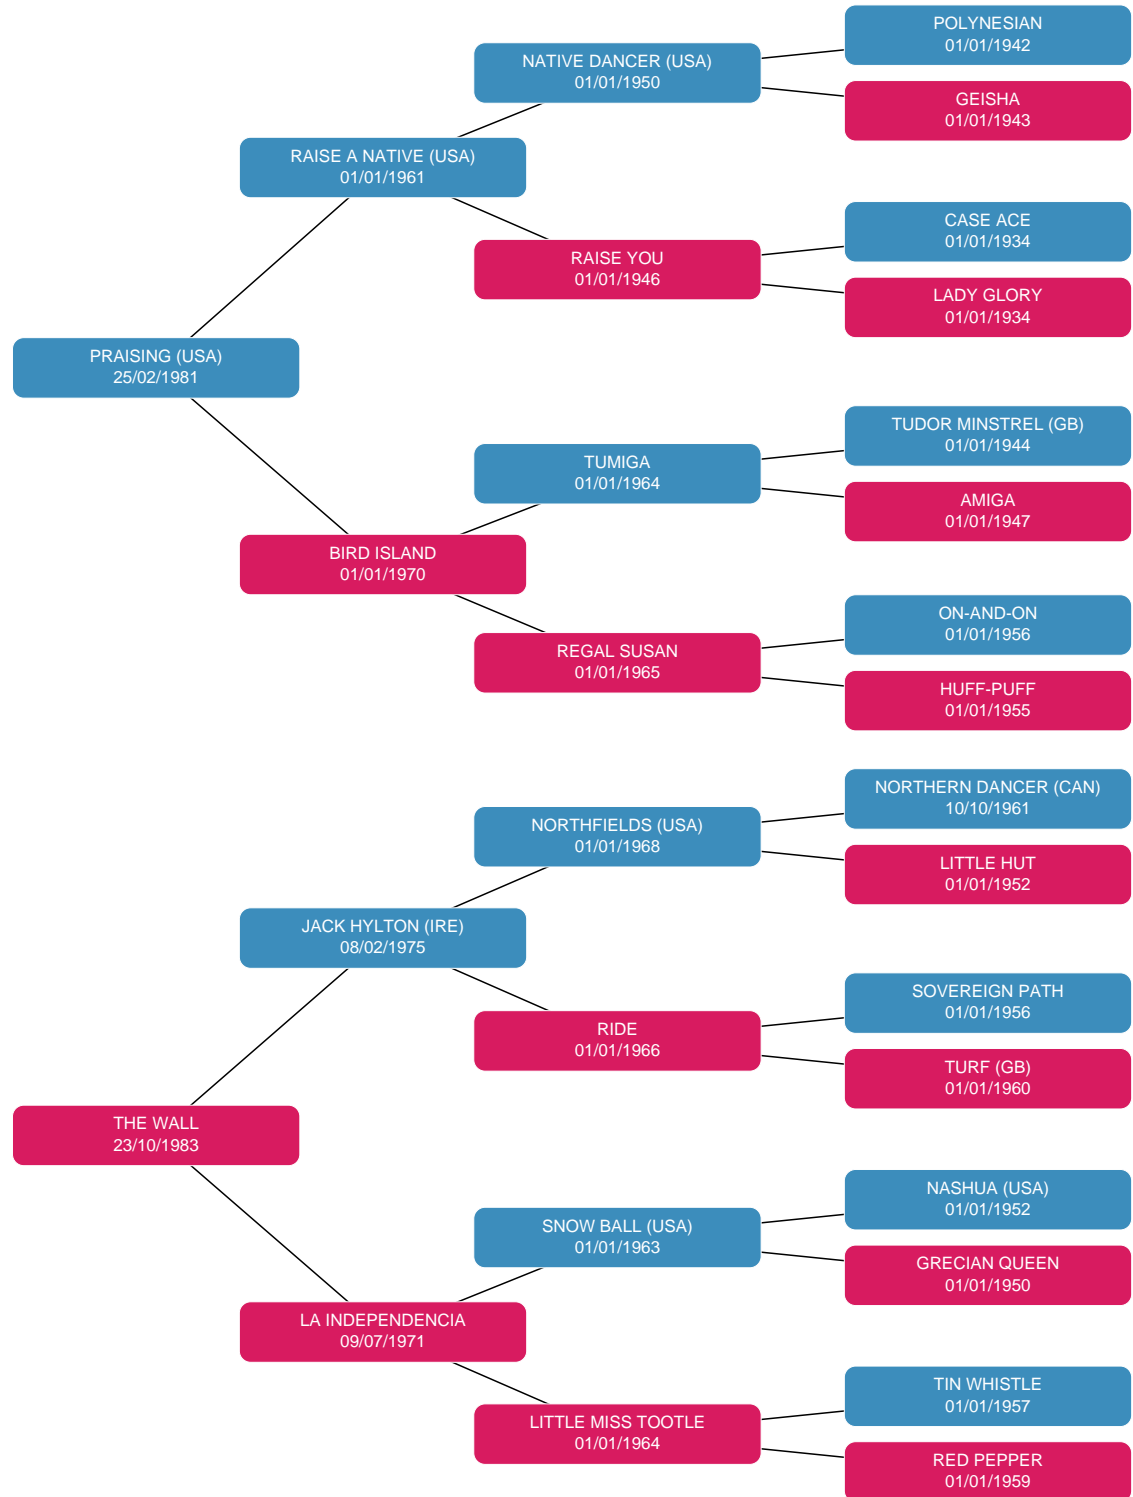 POLYNESIAN
01/01/1942
NATIVE DANCER (USA)
01/01/1950
GEISHA
01/01/1943
RAISE A NATIVE (USA)
01/01/1961
CASE ACE
01/01/1934
RAISE YOU
01/01/1946
LADY GLORY
01/01/1934
PRAISING (USA)
25/02/1981
TUDOR MINSTREL (GB)
01/01/1944
TUMIGA
01/01/1964
AMIGA
01/01/1947
BIRD ISLAND
01/01/1970
ON-AND-ON
01/01/1956
REGAL SUSAN
01/01/1965
HUFF-PUFF
01/01/1955
NORTHERN DANCER (CAN)
10/10/1961
NORTHFIELDS (USA)
01/01/1968
LITTLE HUT
01/01/1952
JACK HYLTON (IRE)
08/02/1975
SOVEREIGN PATH
01/01/1956
RIDE
01/01/1966
TURF (GB)
01/01/1960
THE WALL
23/10/1983
NASHUA (USA)
01/01/1952
SNOW BALL (USA)
01/01/1963
GRECIAN QUEEN
01/01/1950
LA INDEPENDENCIA
09/07/1971
TIN WHISTLE
01/01/1957
LITTLE MISS TOOTLE
01/01/1964
RED PEPPER
01/01/1959